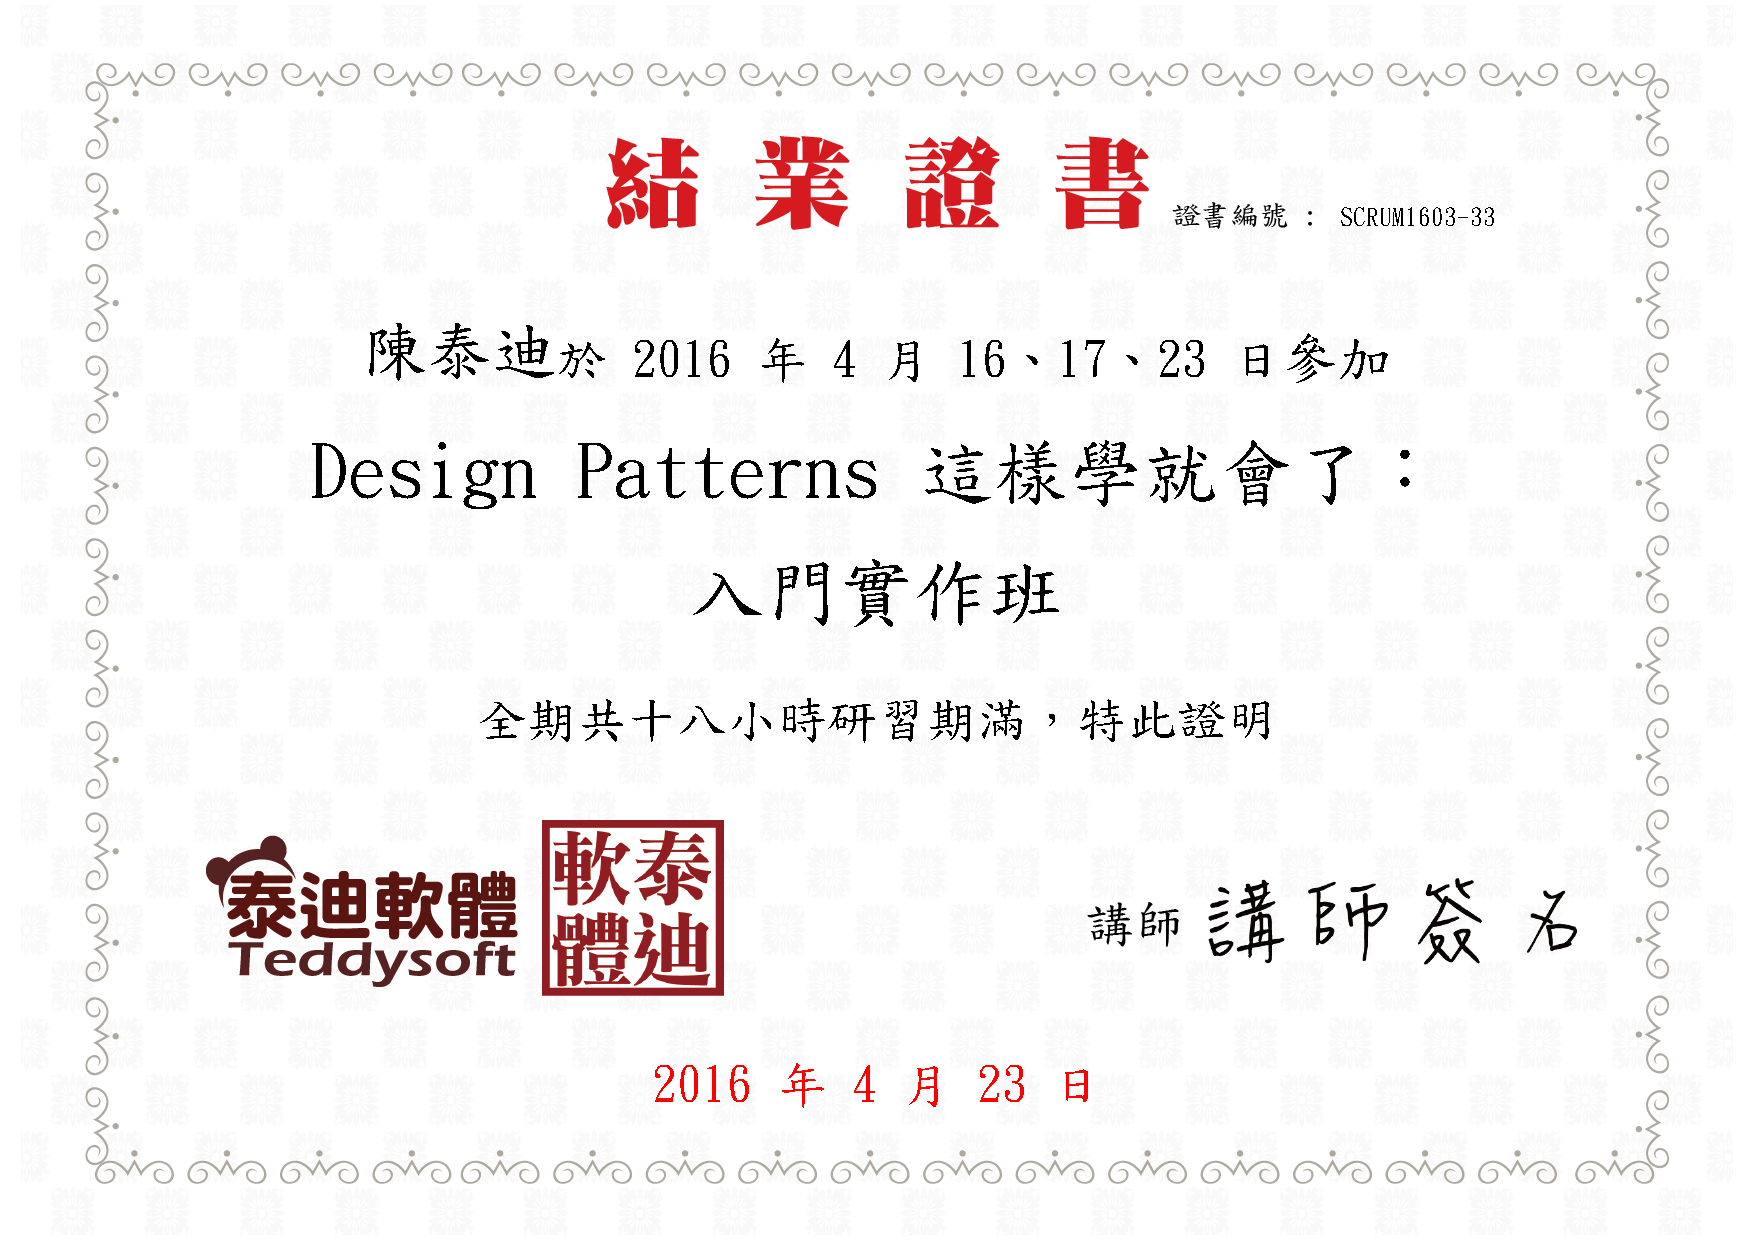 結業證書
證書編號 : SCRUM1603-33
陳泰迪於 2016 年 4 月 16、17、23 日參加
Design Patterns 這樣學就會了：
入門實作班
全期共十八小時研習期滿，特此證明
泰迪軟體
Teddysoft
泰迪軟體
講師 講師簽名
2016 年 4 月 23 日